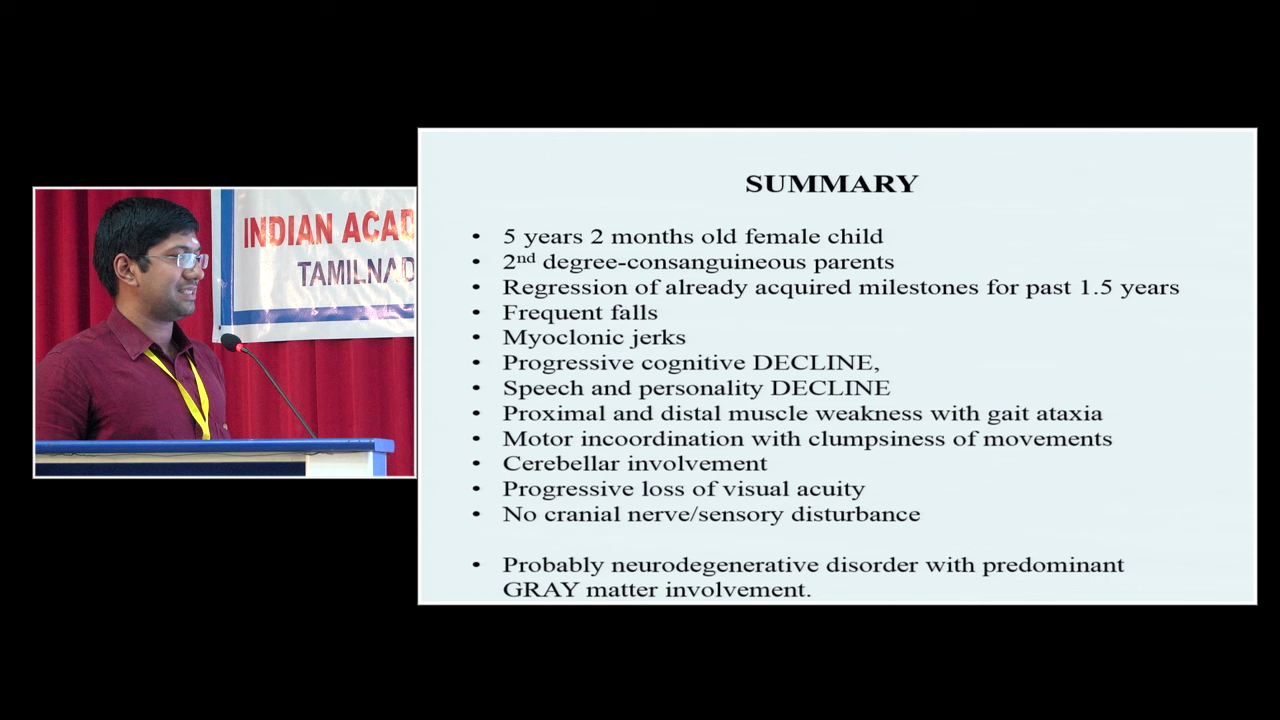 INDIAN ACAD
TAMILNAD
SUMMARY
• 5 years 2 months old female child
• 2nd degree-consanguineous parents
• Regression of already acquired milestones for past 1.5 years
• Frequent falls
• Myoclonic jerks
• Progressive cognitive DECLINE,
• Speech and personality DECLINE
• Proximal and distal muscle weakness with gait ataxia
• Motor incoordination with clumpsiness of movements
• Cerebellar involvement
• Progressive loss of visual acuity
• No cranial nerve/sensory disturbance
• Probably neurodegenerative disorder with predominant
GRAY matter involvement.